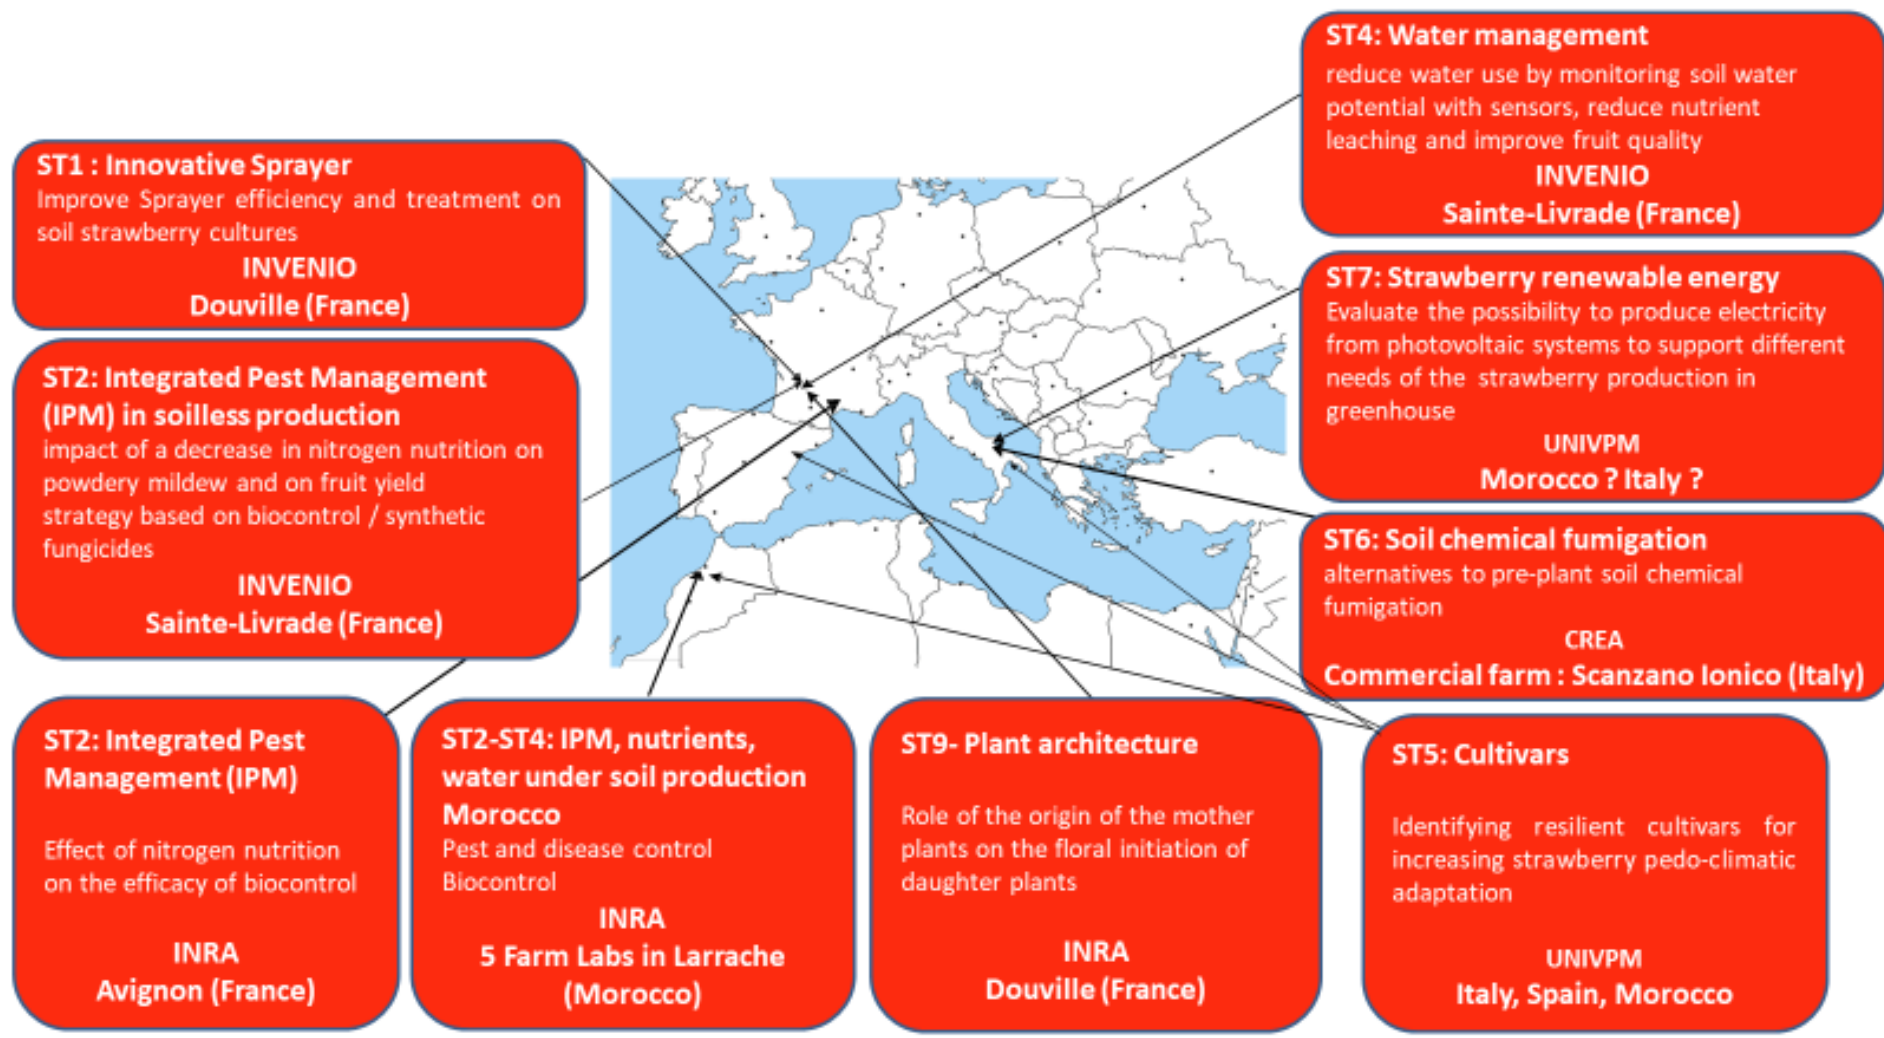 ST4: Water management
reduce water use by monitoring soil water
potential with sensors, reduce nutrient
leaching and improve fruit quality
INVENIO
Sainte-Livrade (France)
ST1 : Innovative Sprayer
Improve Sprayer efficiency and treatment on
soil strawberry cultures
INVENIO
Douville (France)
ST7: Strawberry renewable energy
Evaluate the possibility to produce electricity
from photovoltaic systems to support different
needs of the strawberry production in
greenhouse
UNIVPM
Morocco ? Italy ?
ST2: Integrated Pest Management
(IPM) in soilless production
impact of a decrease in nitrogen nutrition on
powdery mildew and on fruit yield
strategy based on biocontrol / synthetic
fungicides
INVENIO
Sainte-Livrade (France)
ST6: Soil chemical fumigation
alternatives to pre-plant soil chemical
fumigation
CREA
Commercial farm : Scanzano Ionico (Italy)
ST2: Integrated Pest
Management (IPM)
Effect of nitrogen nutrition
on the efficacy of biocontrol
INRA
Avignon (France)
ST2-ST4: IPM, nutrients,
water under soil production
Morocco
Pest and disease control
Biocontrol
INRA
5 Farm Labs in Larrache
(Morocco)
ST9- Plant architecture
Role of the origin of the mother
plants on the floral initiation of
daughter plants
INRA
Douville (France)
ST5: Cultivars
Identifying resilient cultivars for
increasing strawberry pedo-climatic
adaptation
UNIVPM
Italy, Spain, Morocco